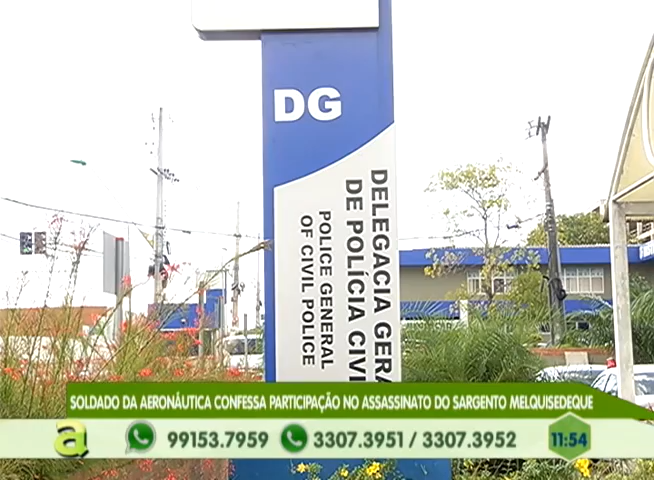 DG
DELEGACIA GERA
DE POLÍCIA CIVI
POLICE GENERAL
OF CIVIL POLICE
SOLDADO DA AERONÁUTICA CONFESSA PARTICIPAÇÃO NO ASSASSINATO DO SARGENTO MELQUISEDEQUE
a 99153.7959 3307.3951 / 3307.3952 11:54